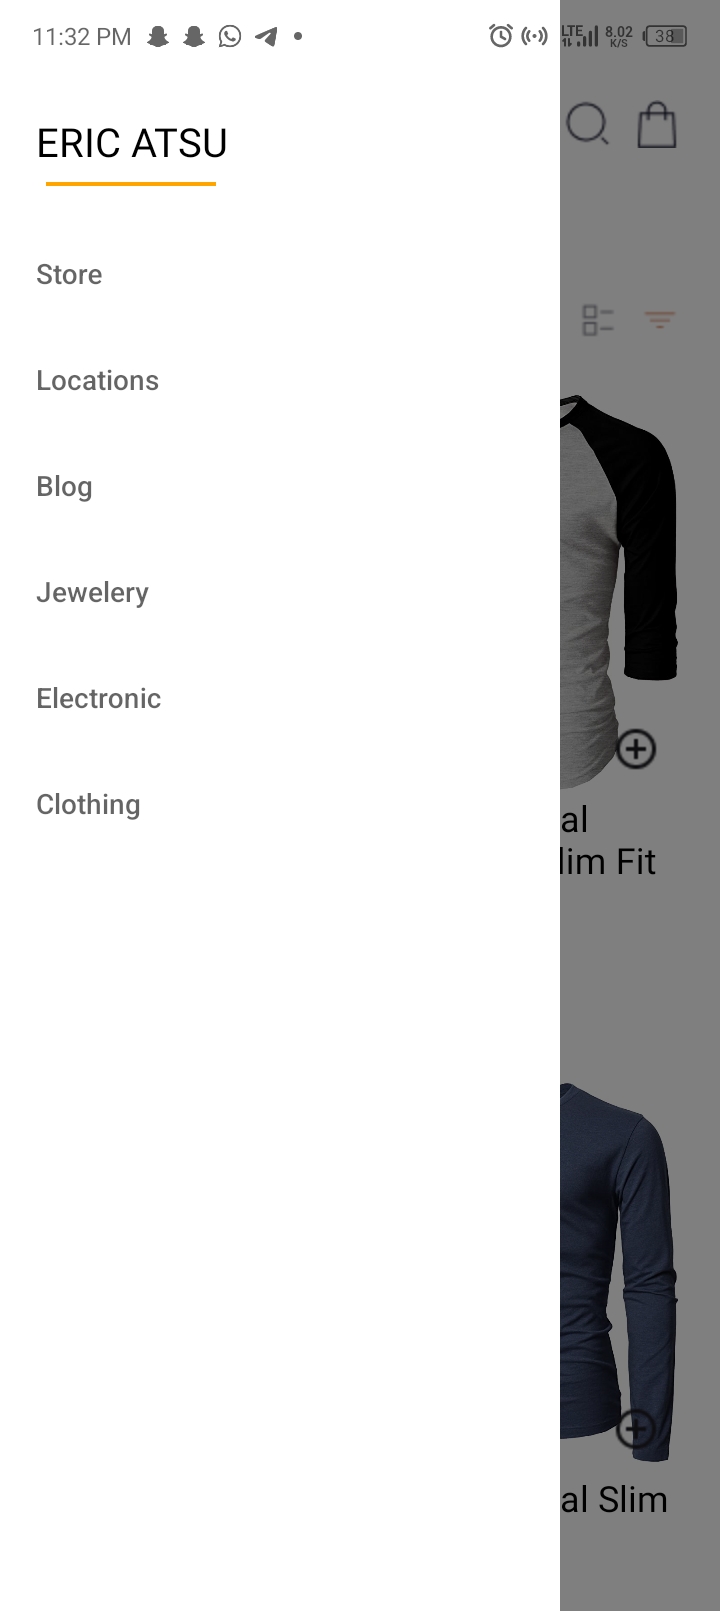 11:32 PM LTE 8.02 K/S 38
ERIC ATSU
Store
Locations
Blog
Jewelery
Electronic
Clothing
al
lim Fit
al Slim